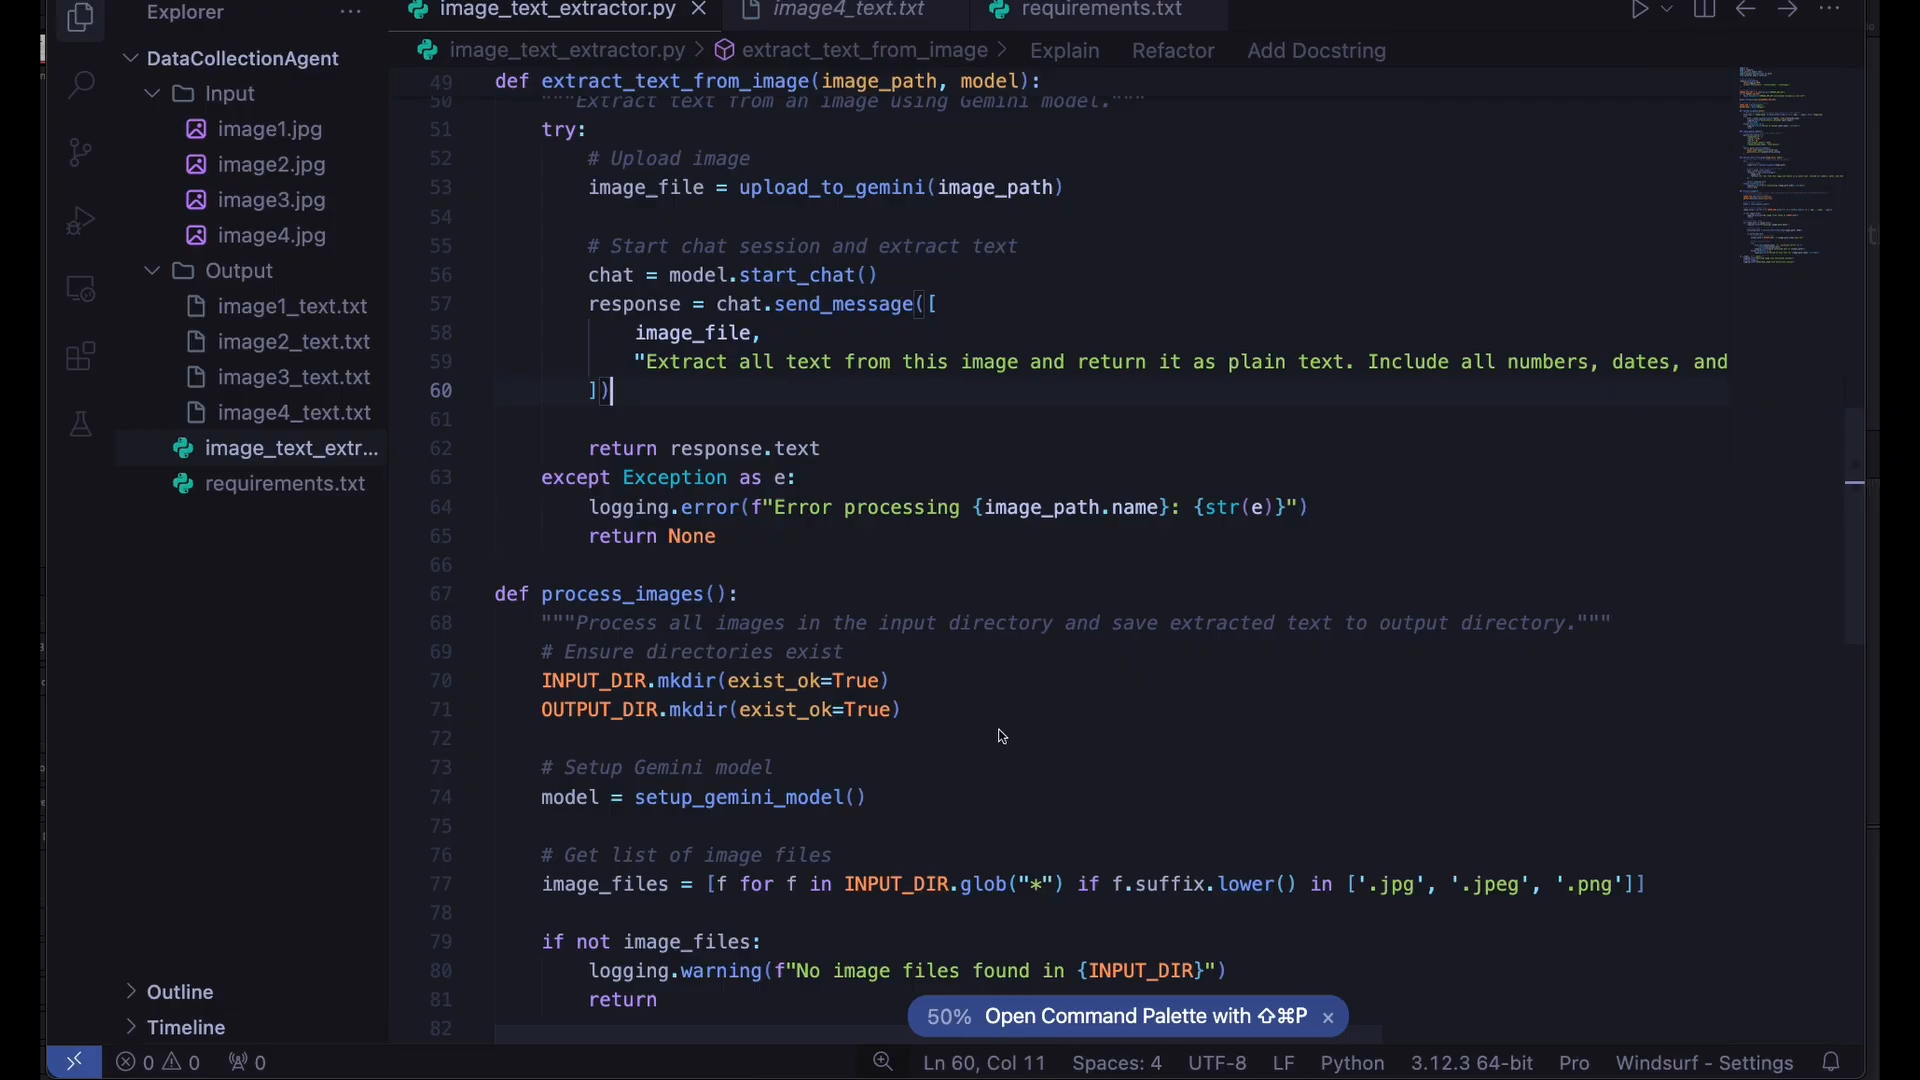 Explorer
DataCollectionAgent
Input
image1.jpg
image2.jpg
image3.jpg
image4.jpg
Output
image1_text.txt
image2_text.txt
image3_text.txt
image4_text.txt
image_text_extr...
requirements.txt
Outline
Timeline
image_text_extractor.py
image4_text.txt
requirements.txt
image_text_extractor.py > extract_text_from_image > Explain Refactor Add Docstring
49 def extract_text_from_image(image_path, model):
50     """Extract text from an image using Gemini model."""
51     try:
52         # Upload image
53         image_file = upload_to_gemini(image_path)
54
55         # Start chat session and extract text
56         chat = model.start_chat()
57         response = chat.send_message([
58             image_file,
59             "Extract all text from this image and return it as plain text. Include all numbers, dates, and
60         ])
61
62         return response.text
63     except Exception as e:
64         logging.error(f"Error processing {image_path.name}: {str(e)}")
65         return None
66
67 def process_images():
68     """Process all images in the input directory and save extracted text to output directory."""
69     # Ensure directories exist
70     INPUT_DIR.mkdir(exist_ok=True)
71     OUTPUT_DIR.mkdir(exist_ok=True)
72
73     # Setup Gemini model
74     model = setup_gemini_model()
75
76     # Get list of image files
77     image_files = [f for f in INPUT_DIR.glob("*") if f.suffix.lower() in ['.jpg', '.jpeg', '.png']]
78
79     if not image_files:
80         logging.warning(f"No image files found in {INPUT_DIR}")
81         return
82
50% Open Command Palette with ⇧⌘P ×
0 0 0
Ln 60, Col 11 Spaces: 4 UTF-8 LF Python 3.12.3 64-bit Pro Windsurf - Settings